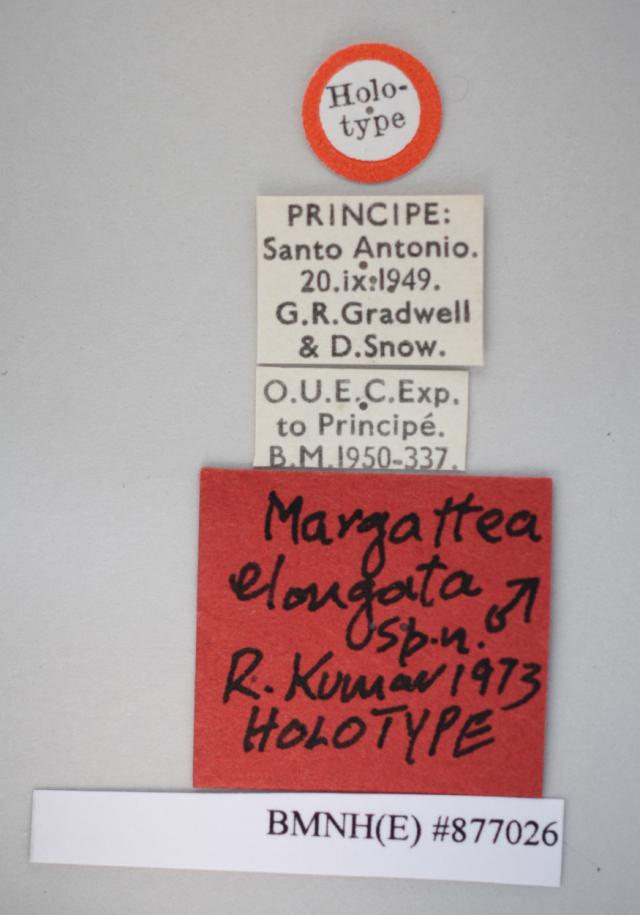 Holo-
type
PRINCIPE:
Santo Antonio.
20.ix.1949.
G.R.Gradwell
& D.Snow.
O.U.E.C.Exp.
to Principé.
B.M.1950-337.
Margattea
elongata
sp.n. ♂
R. Kumar 1973
HOLOTYPE
BMNH(E) #877026